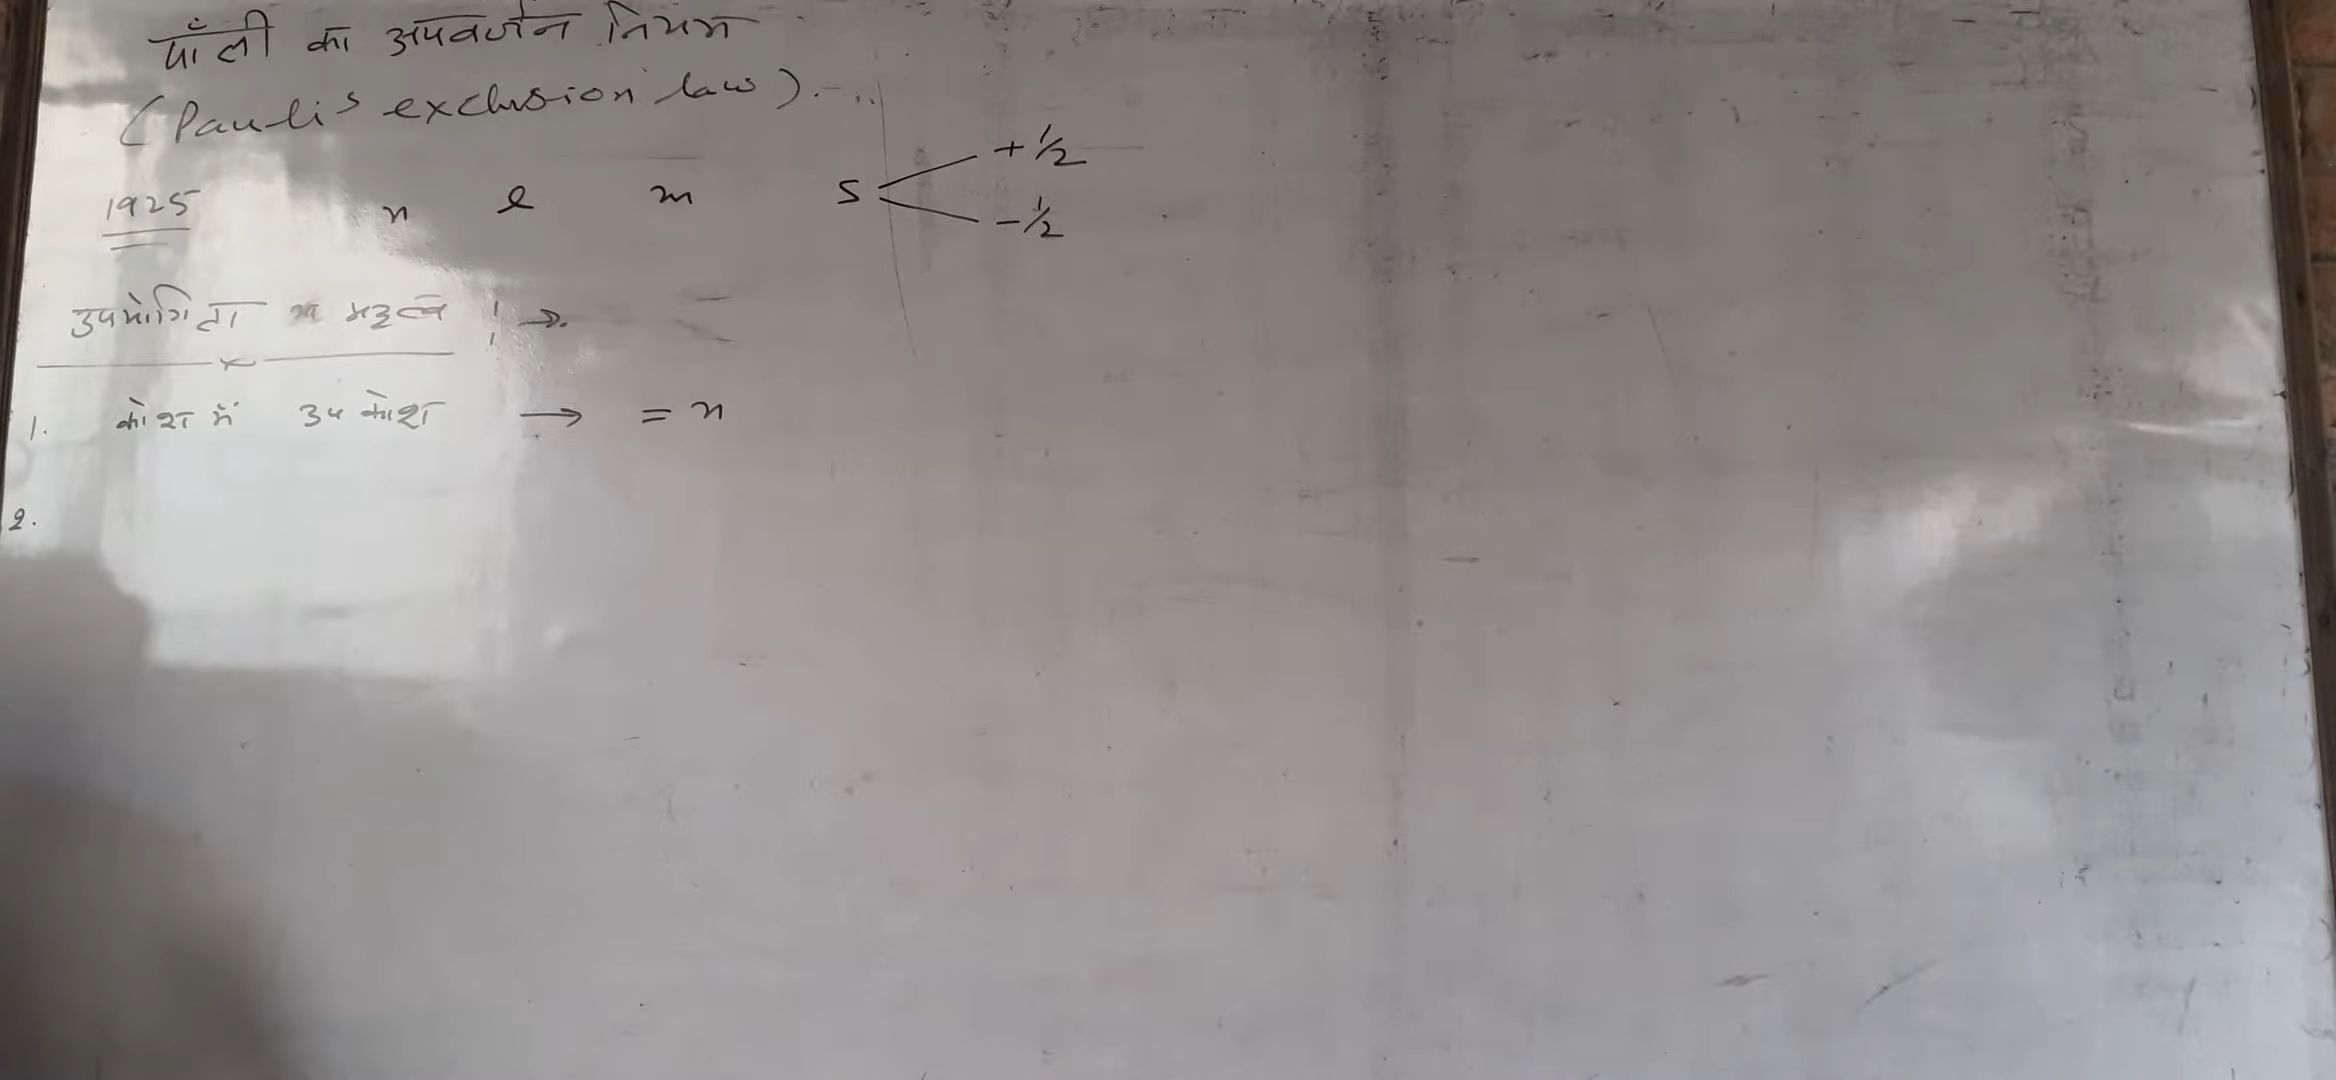 पाँली का अपवर्जन नियम
(Pauli's exclusion law).-..
1925 n l m s +1/2
-1/2
उपयोगिता व महत्व :→
1. कोश में उपकोश → = n
2.